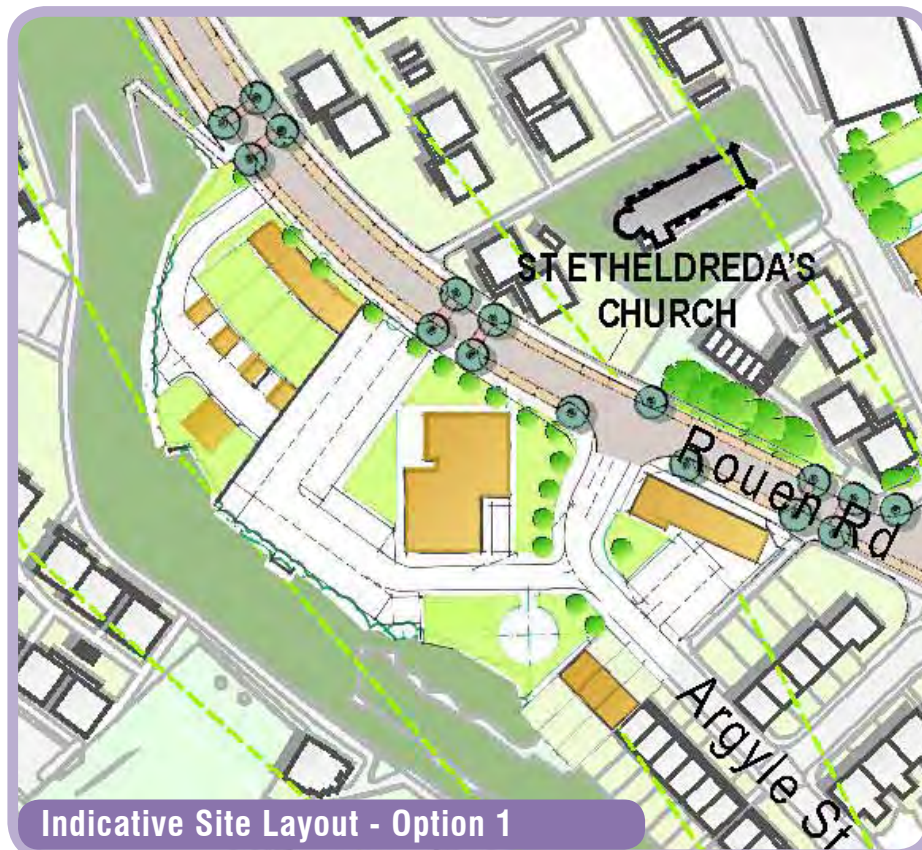 ST ETHELDREDA'S
CHURCH
Rouen Rd
Argyle St
Indicative Site Layout - Option 1